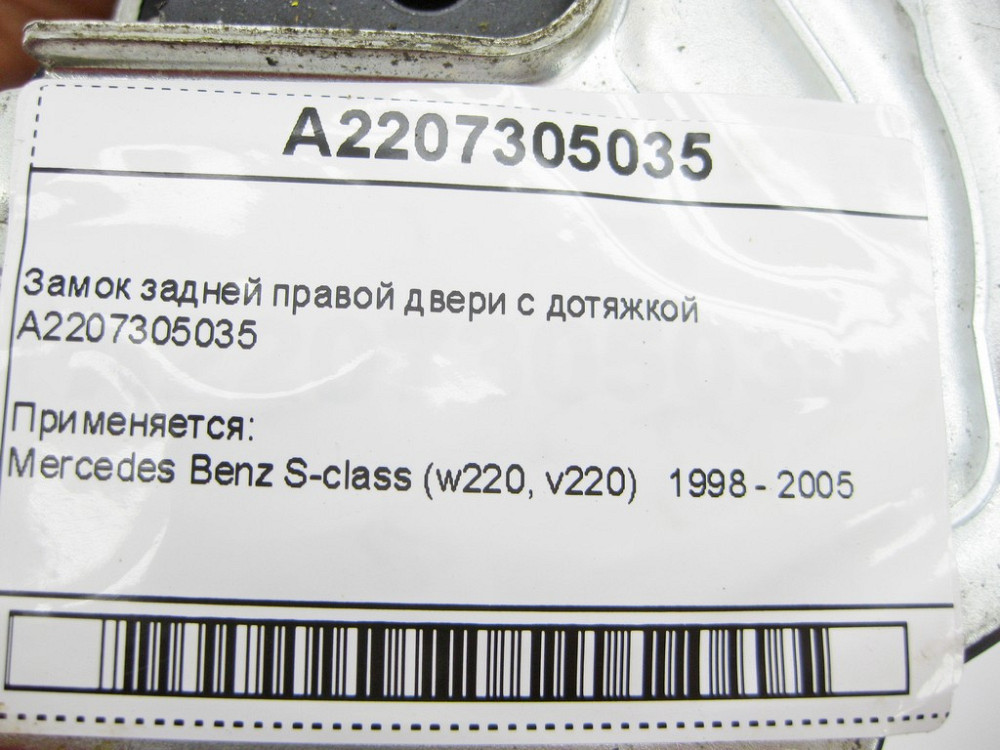 A2207305035
Замок задней правой двери с дотяжкой
A2207305035
Применяется:
Mercedes Benz S-class (w220, v220) 1998 - 2005